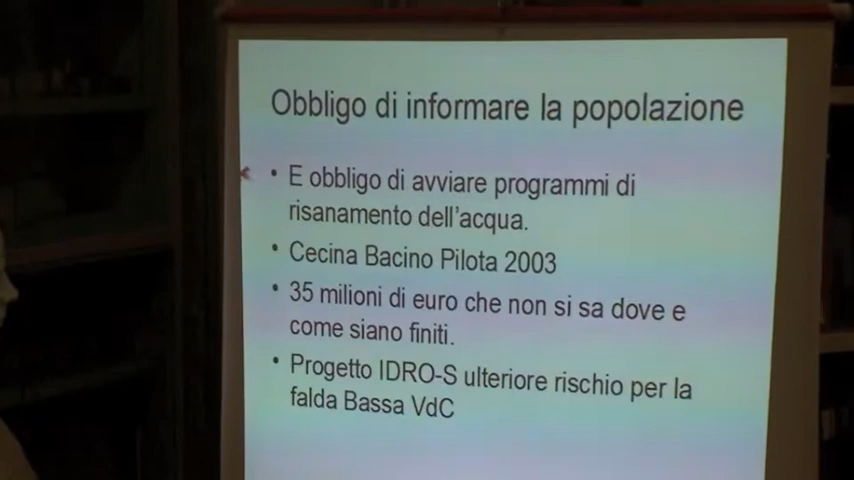 Obbligo di informare la popolazione
• E obbligo di avviare programmi di
risanamento dell'acqua.
• Cecina Bacino Pilota 2003
• 35 milioni di euro che non si sa dove e
come siano finiti.
• Progetto IDRO-S ulteriore rischio per la
falda Bassa VdC